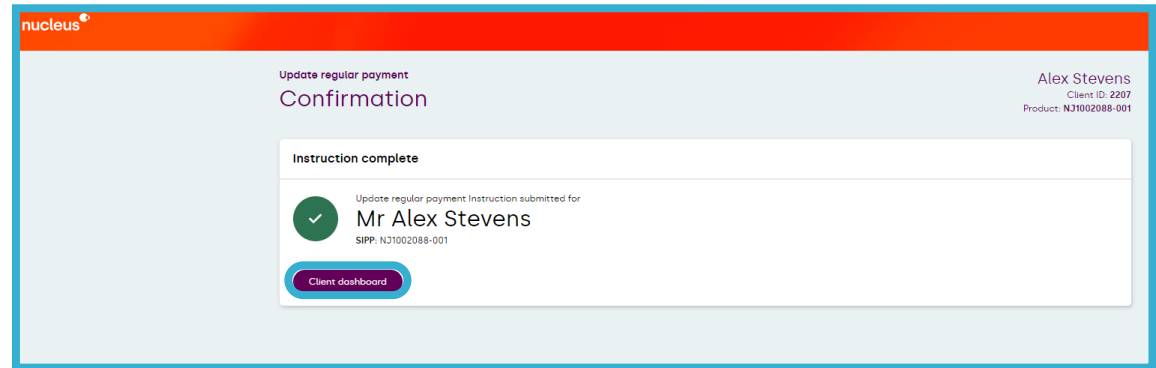 nucleus
Update regular payment
Confirmation
Alex Stevens
Client ID: 2207
Product: NJ1002088-001
Instruction complete
Update regular payment Instruction submitted for
Mr Alex Stevens
SIPP: NJ1002088-001
Client dashboard